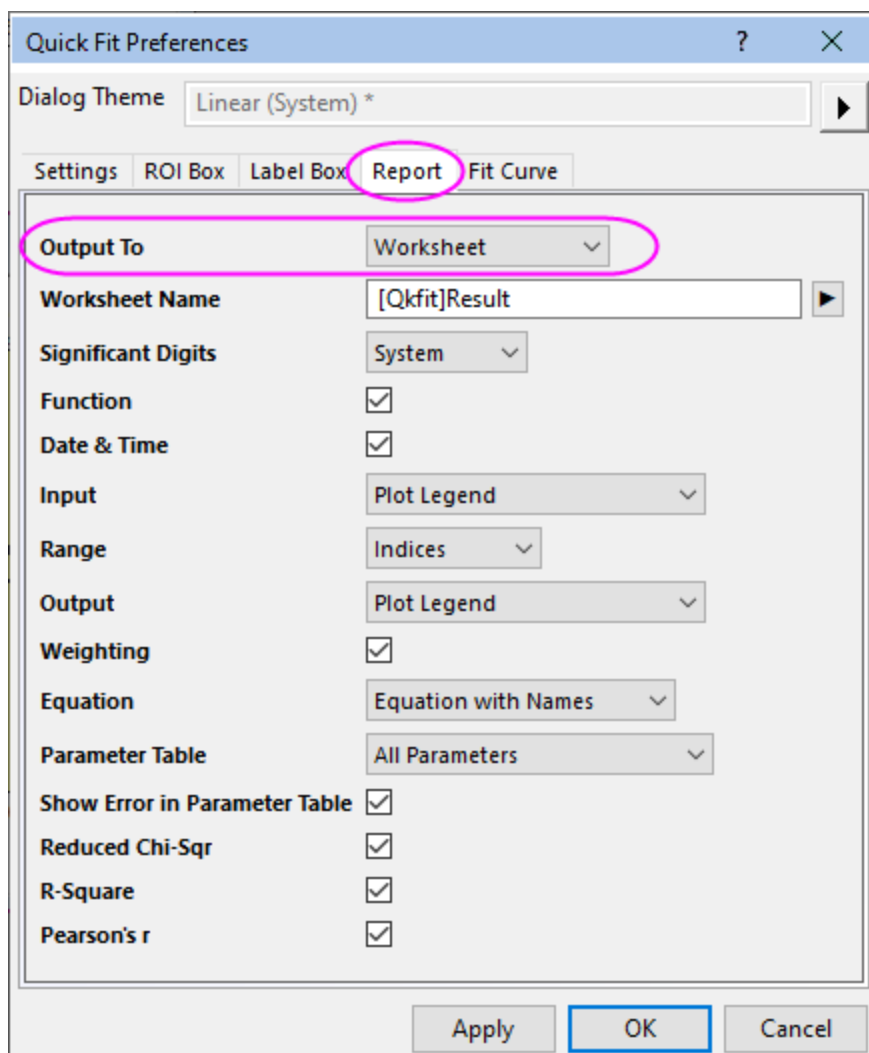 Quick Fit Preferences ?
Dialog Theme Linear (System) *
Settings ROI Box Label Box Report Fit Curve
Output To Worksheet
Worksheet Name [Qkfit]Result
Significant Digits System
Function
Date & Time
Input Plot Legend
Range Indices
Output Plot Legend
Weighting
Equation Equation with Names
Parameter Table All Parameters
Show Error in Parameter Table
Reduced Chi-Sqr
R-Square
Pearson's r
Apply OK Cancel